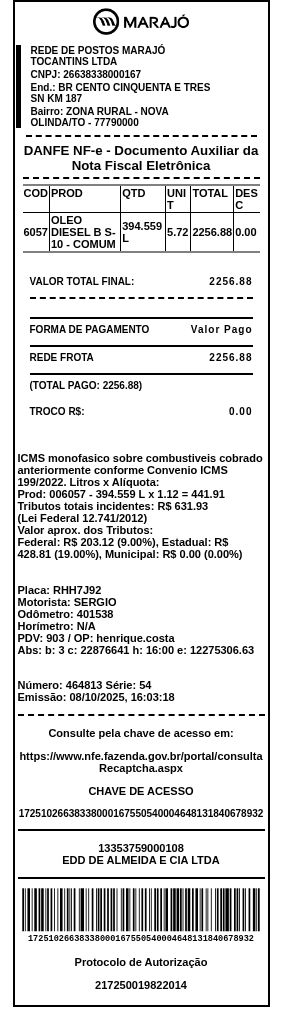 MARAJÓ
REDE DE POSTOS MARAJÓ
TOCANTINS LTDA
CNPJ: 26638338000167
End.: BR CENTO CINQUENTA E TRES
SN KM 187
Bairro: ZONA RURAL - NOVA
OLINDA/TO - 77790000
DANFE NF-e - Documento Auxiliar da
Nota Fiscal Eletrônica
COD PROD QTD UNI TOTAL DES
T C
OLEO
6057 DIESEL B S- 394.559 5.72 2256.88 0.00
10 - COMUM L
VALOR TOTAL FINAL: 2256.88
FORMA DE PAGAMENTO Valor Pago
REDE FROTA 2256.88
(TOTAL PAGO: 2256.88)
TROCO R$: 0.00
ICMS monofasico sobre combustiveis cobrado
anteriormente conforme Convenio ICMS
199/2022. Litros x Alíquota:
Prod: 006057 - 394.559 L x 1.12 = 441.91
Tributos totais incidentes: R$ 631.93
(Lei Federal 12.741/2012)
Valor aprox. dos Tributos:
Federal: R$ 203.12 (9.00%), Estadual: R$
428.81 (19.00%), Municipal: R$ 0.00 (0.00%)
Placa: RHH7J92
Motorista: SERGIO
Odômetro: 401538
Horímetro: N/A
PDV: 903 / OP: henrique.costa
Abs: b: 3 c: 22876641 h: 16:00 e: 12275306.63
Número: 464813 Série: 54
Emissão: 08/10/2025, 16:03:18
Consulte pela chave de acesso em:
https://www.nfe.fazenda.gov.br/portal/consulta
Recaptcha.aspx
CHAVE DE ACESSO
17251026638338000167550540004648131840678932
13353759000108
EDD DE ALMEIDA E CIA LTDA
17251026638338000167550540004648131840678932
Protocolo de Autorização
217250019822014